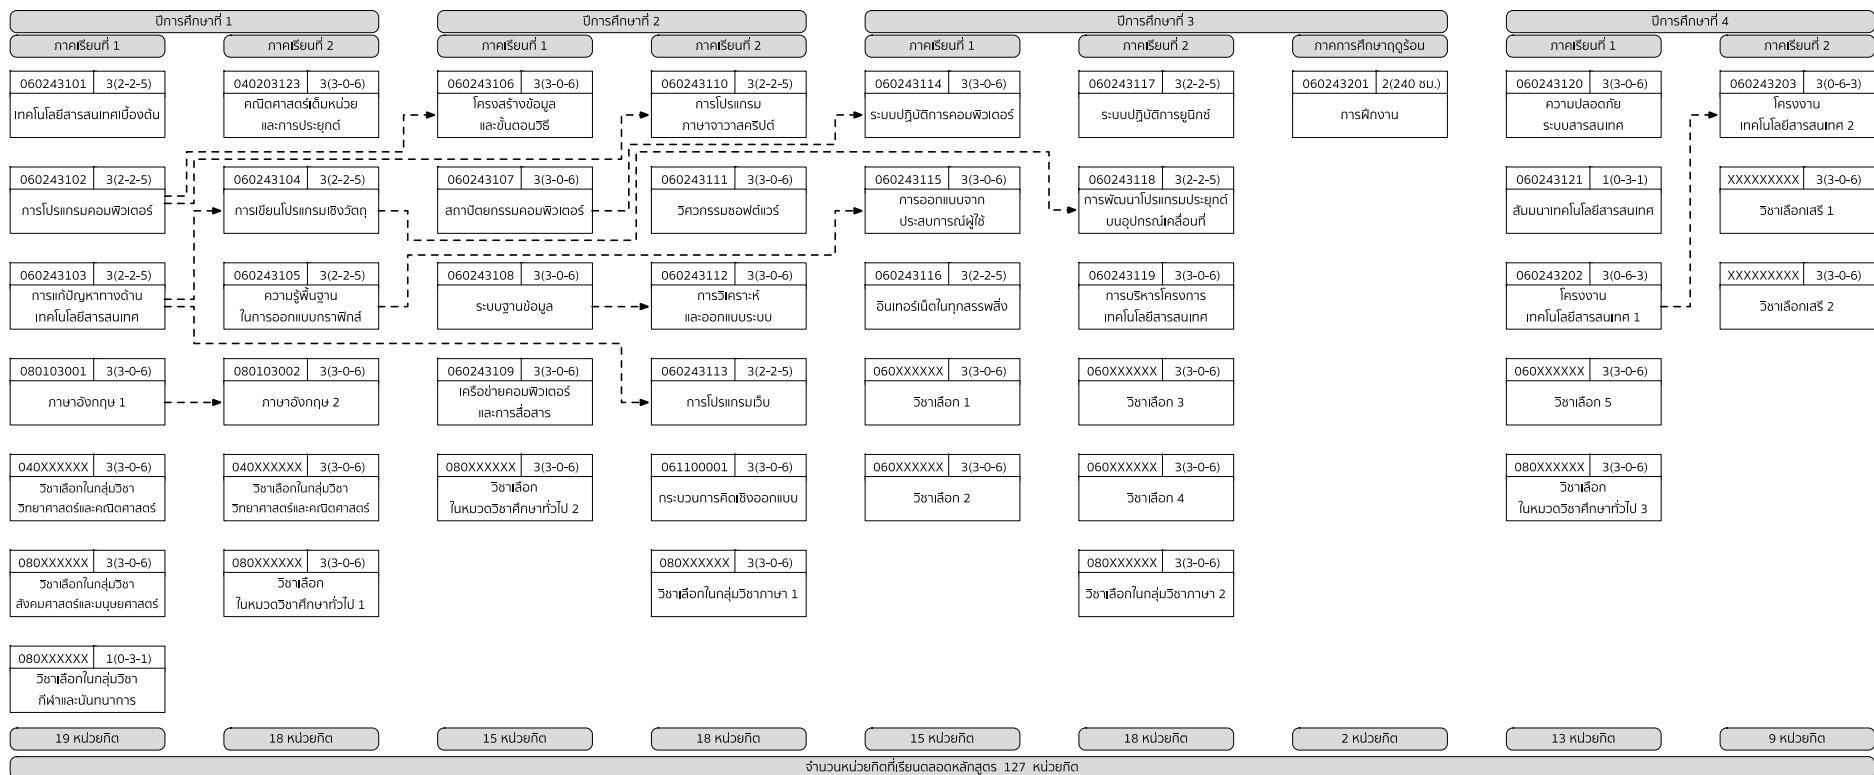 ปีการศึกษาที่ 1
ปีการศึกษาที่ 2
ปีการศึกษาที่ 3
ปีการศึกษาที่ 4
ภาคเรียนที่ 1
ภาคเรียนที่ 2
ภาคเรียนที่ 1
ภาคเรียนที่ 2
ภาคเรียนที่ 1
ภาคเรียนที่ 2
ภาคการศึกษาฤดูร้อน
ภาคเรียนที่ 1
ภาคเรียนที่ 2
060243101 3(2-2-5)
เทคโนโลยีสารสนเทศเบื้องต้น
040203123 3(3-0-6)
คณิตศาสตร์เต็มหน่วย
และการประยุกต์
060243106 3(3-0-6)
โครงสร้างข้อมูล
และขั้นตอนวิธี
060243110 3(2-2-5)
การโปรแกรม
ภาษาจาวาสคริปต์
060243114 3(3-0-6)
ระบบปฏิบัติการคอมพิวเตอร์
060243117 3(2-2-5)
ระบบปฏิบัติการยูนิกซ์
060243201 2(240 ชม.)
การฝึกงาน
060243120 3(3-0-6)
ความปลอดภัย
ระบบสารสนเทศ
060243203 3(0-6-3)
โครงงาน
เทคโนโลยีสารสนเทศ 2
060243102 3(2-2-5)
การโปรแกรมคอมพิวเตอร์
060243104 3(2-2-5)
การเขียนโปรแกรมเชิงวัตถุ
060243107 3(3-0-6)
สถาปัตยกรรมคอมพิวเตอร์
060243111 3(3-0-6)
วิศวกรรมซอฟต์แวร์
060243115 3(3-0-6)
การออกแบบจาก
ประสบการณ์ผู้ใช้
060243118 3(2-2-5)
การพัฒนาโปรแกรมประยุกต์
บนอุปกรณ์เคลื่อนที่
060243121 1(0-3-1)
สัมมนาเทคโนโลยีสารสนเทศ
XXXXXXXXX 3(3-0-6)
วิชาเลือกเสรี 1
060243103 3(2-2-5)
การแก้ปัญหาทางด้าน
เทคโนโลยีสารสนเทศ
060243105 3(2-2-5)
ความรู้พื้นฐาน
ในการออกแบบกราฟิกส์
060243108 3(3-0-6)
ระบบฐานข้อมูล
060243112 3(3-0-6)
การวิเคราะห์
และออกแบบระบบ
060243116 3(2-2-5)
อินเทอร์เน็ตในทุกสรรพสิ่ง
060243119 3(3-0-6)
การบริหารโครงการ
เทคโนโลยีสารสนเทศ
060243202 3(0-6-3)
โครงงาน
เทคโนโลยีสารสนเทศ 1
XXXXXXXXX 3(3-0-6)
วิชาเลือกเสรี 2
080103001 3(3-0-6)
ภาษาอังกฤษ 1
080103002 3(3-0-6)
ภาษาอังกฤษ 2
060243109 3(3-0-6)
เครือข่ายคอมพิวเตอร์
และการสื่อสาร
060243113 3(2-2-5)
การโปรแกรมเว็บ
060XXXXXX 3(3-0-6)
วิชาเลือก 1
060XXXXXX 3(3-0-6)
วิชาเลือก 3
060XXXXXX 3(3-0-6)
วิชาเลือก 5
040XXXXXX 3(3-0-6)
วิชาเลือกในกลุ่มวิชา
วิทยาศาสตร์และคณิตศาสตร์
040XXXXXX 3(3-0-6)
วิชาเลือกในกลุ่มวิชา
วิทยาศาสตร์และคณิตศาสตร์
080XXXXXX 3(3-0-6)
วิชาเลือก
ในหมวดวิชาศึกษาทั่วไป 2
061100001 3(3-0-6)
กระบวนการคิดเชิงออกแบบ
060XXXXXX 3(3-0-6)
วิชาเลือก 2
060XXXXXX 3(3-0-6)
วิชาเลือก 4
080XXXXXX 3(3-0-6)
วิชาเลือก
ในหมวดวิชาศึกษาทั่วไป 3
080XXXXXX 3(3-0-6)
วิชาเลือกในกลุ่มวิชา
สังคมศาสตร์และมนุษยศาสตร์
080XXXXXX 3(3-0-6)
วิชาเลือก
ในหมวดวิชาศึกษาทั่วไป 1
080XXXXXX 3(3-0-6)
วิชาเลือกในกลุ่มวิชาภาษา 1
080XXXXXX 3(3-0-6)
วิชาเลือกในกลุ่มวิชาภาษา 2
080XXXXXX 1(0-3-1)
วิชาเลือกในกลุ่มวิชา
กีฬาและนันทนาการ
19 หน่วยกิต
18 หน่วยกิต
15 หน่วยกิต
18 หน่วยกิต
15 หน่วยกิต
18 หน่วยกิต
2 หน่วยกิต
13 หน่วยกิต
9 หน่วยกิต
จำนวนหน่วยกิตที่เรียนตลอดหลักสูตร 127 หน่วยกิต